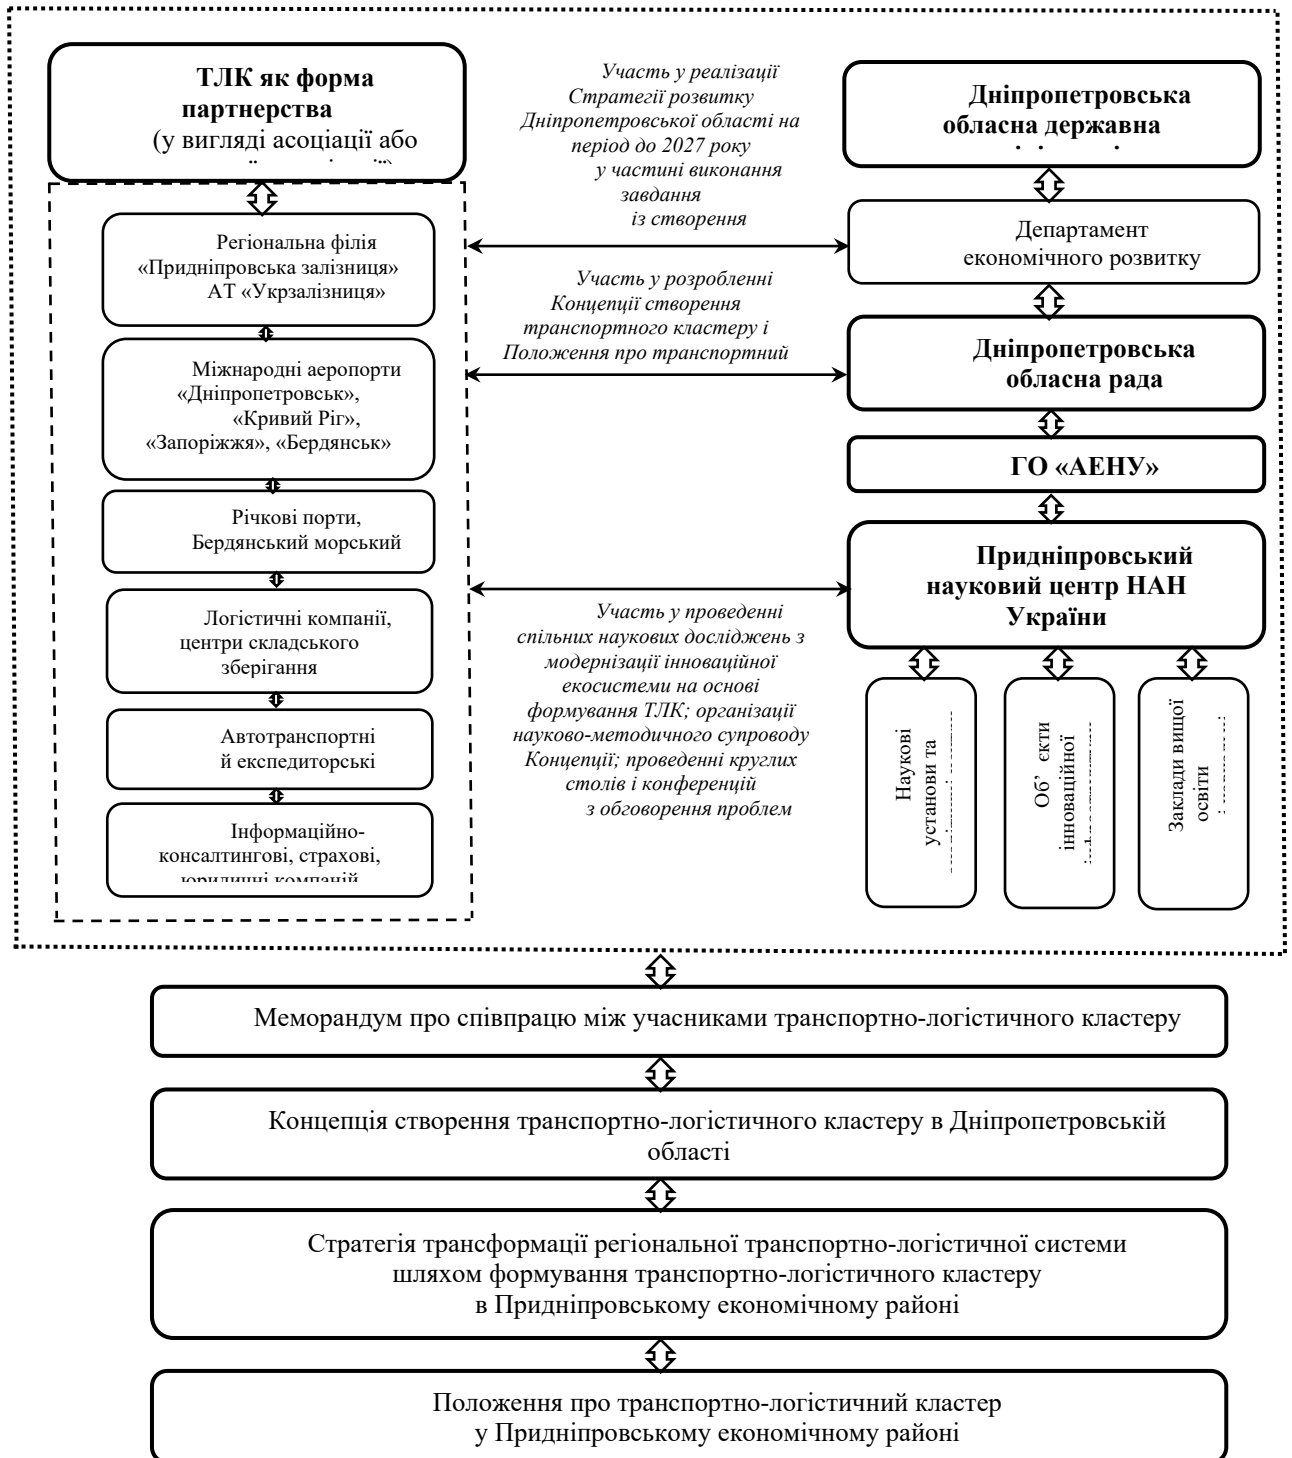 ТЛК як форма
партнерства
(у вигляді асоціації або
Регіональна філія
«Придніпровська залізниця»
АТ «Укрзалізниця»
Міжнародні аеропорти
«Дніпропетровськ»,
«Кривий Ріг»,
«Запоріжжя», «Бердянськ»
Річкові порти,
Бердянський морський
Логістичні компанії,
центри складського
зберігання
Автотранспортні
й експедиторські
Інформаційно-
консалтингові, страхові,
юридичні компаній
Участь у реалізації
Стратегії розвитку
Дніпропетровської області на
період до 2027 року
у частині виконання
завдання
із створення
Участь у розробленні
Концепції створення
транспортного кластеру і
Положення про транспортний
Участь у проведенні
спільних наукових досліджень з
модернізації інноваційної
екосистеми на основі
формування ТЛК; організації
науково-методичного супроводу
Концепції; проведенні круглих
столів і конференцій
з обговорення проблем
Дніпропетровська
обласна державна
Департамент
економічного розвитку
Дніпропетровська
обласна рада
ГО «АЕНУ»
Придніпровський
науковий центр НАН
України
Наукові
установи та
Об’ єкти
інноваційної
Заклади вищої
освіти
Меморандум про співпрацю між учасниками транспортно-логістичного кластеру
Концепція створення транспортно-логістичного кластеру в Дніпропетровській
області
Стратегія трансформації регіональної транспортно-логістичної системи
шляхом формування транспортно-логістичного кластеру
в Придніпровському економічному районі
Положення про транспортно-логістичний кластер
у Придніпровському економічному районі